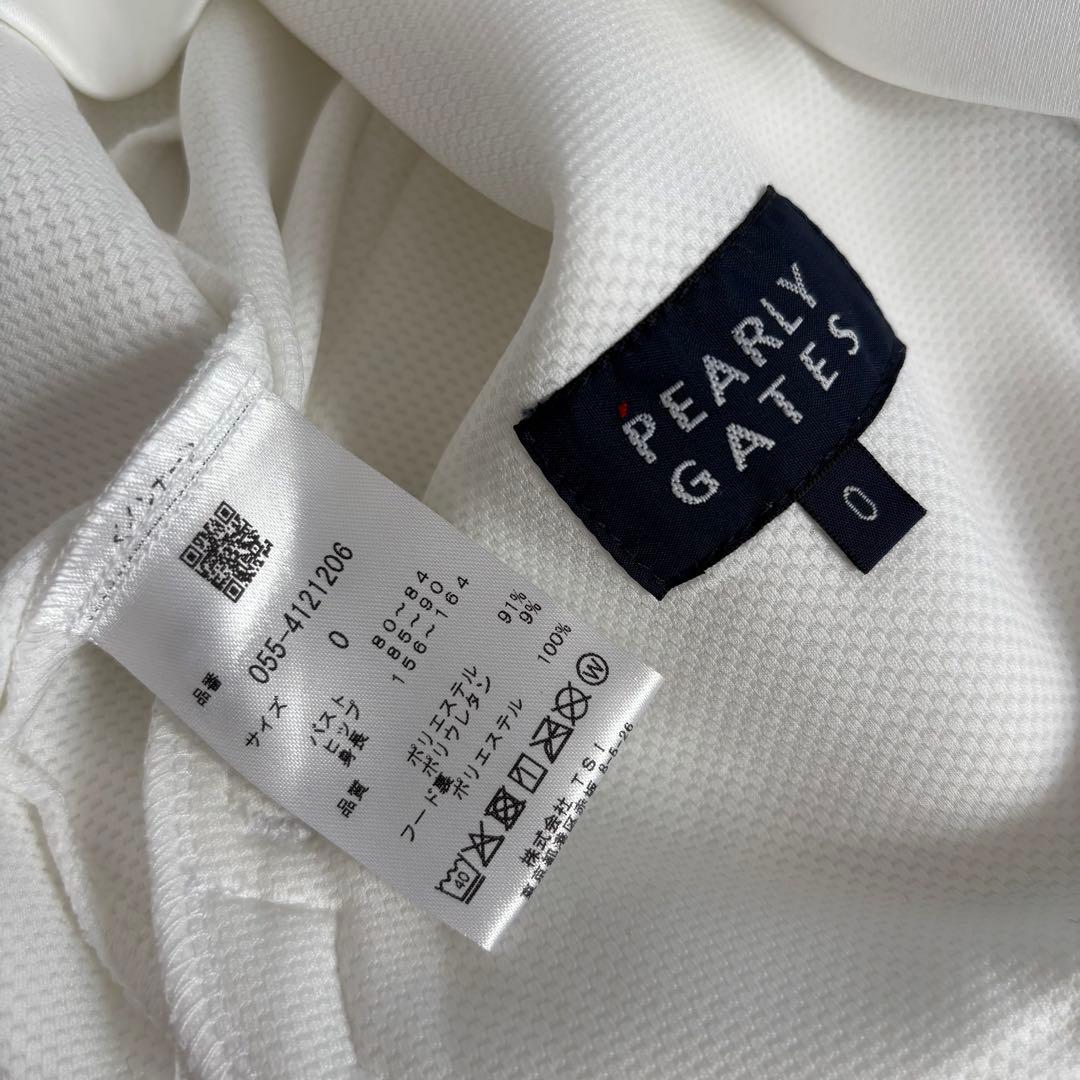 PEARLY
GATES
0
品番 055-4121206
サイズ 0
バスト 80~84
ヒップ 85~90
身長 156~164
品質
ポリエステル 91%
ポリウレタン 9%
フード裏
ポリエステル 100%
40
W
株式会社 TSI
東京都港区赤坂 8-5-26